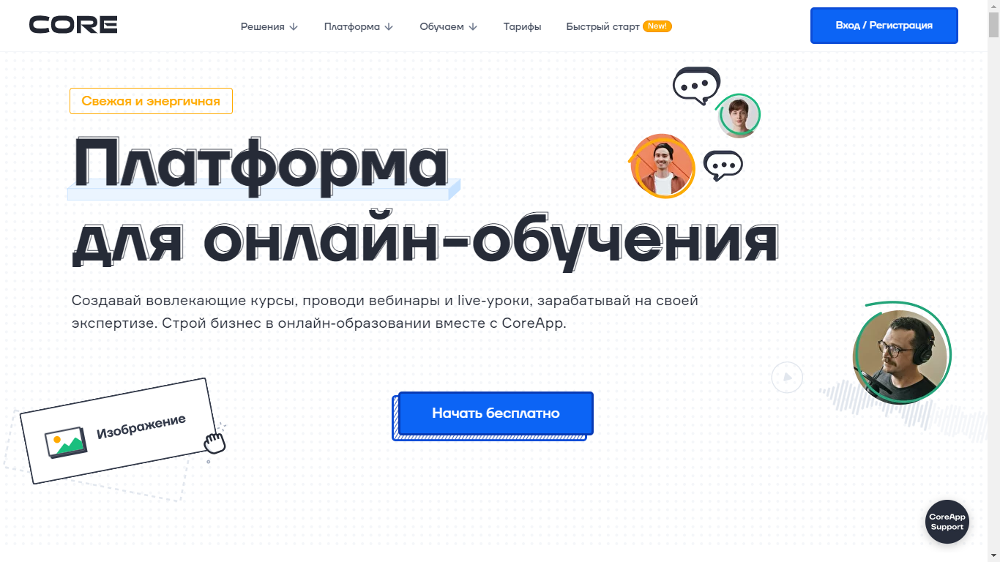 CORE
Решения
Платформа
Обучаем
Тарифы
Быстрый старт New!
Вход / Регистрация
Свежая и энергичная
Платформа
для онлайн-обучения
Создавай вовлекающие курсы, проводи вебинары и live-уроки, зарабатывай на своей
экспертизе. Строй бизнес в онлайн-образовании вместе с CoreApp.
Изображение
Начать бесплатно
CoreApp
Support